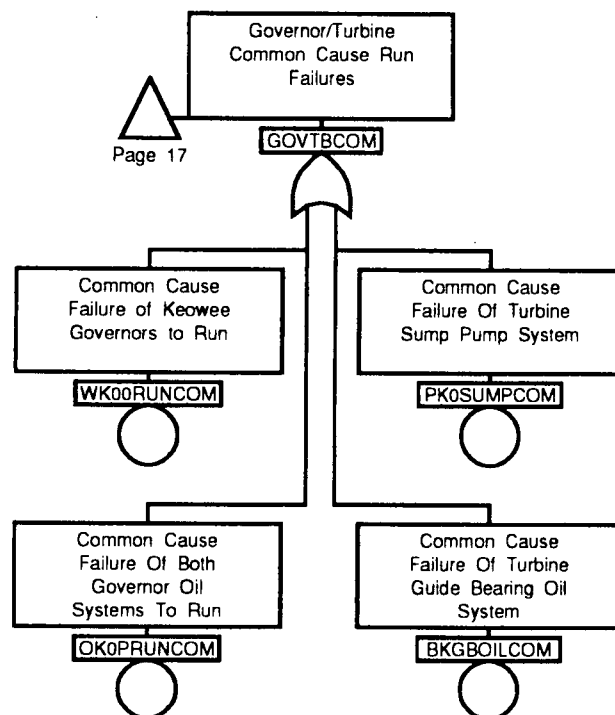 Governor/Turbine
Common Cause Run
Failures
Page 17
GOVTBCOM
Common Cause
Failure of Keowee
Governors to Run
WK00RUNCOM
Common Cause
Failure Of Turbine
Sump Pump System
PK0SUMPCOM
Common Cause
Failure Of Both
Governor Oil
Systems To Run
OK0PRUNCOM
Common Cause
Failure Of Turbine
Guide Bearing Oil
System
BKGBOILCOM